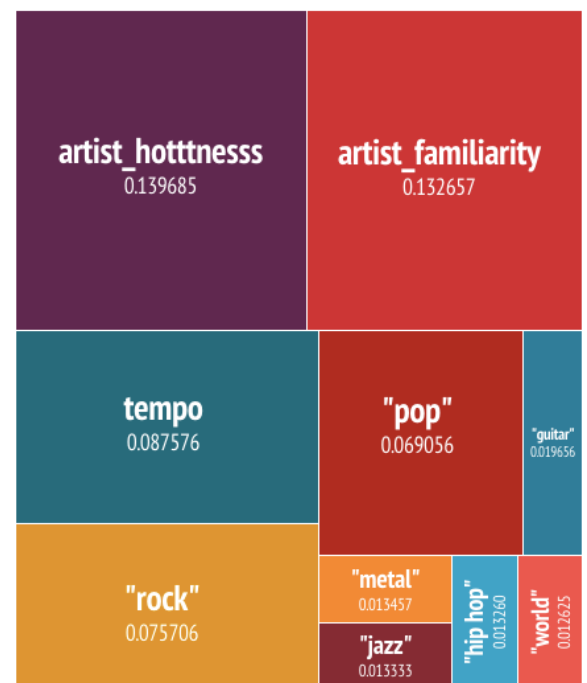 artist_hotttnesss
0.139685
artist_familiarity
0.132657
tempo
0.087576
"pop"
0.069056
"guitar"
0.019656
"rock"
0.075706
"metal"
0.013457
"jazz"
0.013333
"hip hop"
0.013260
"world"
0.012625